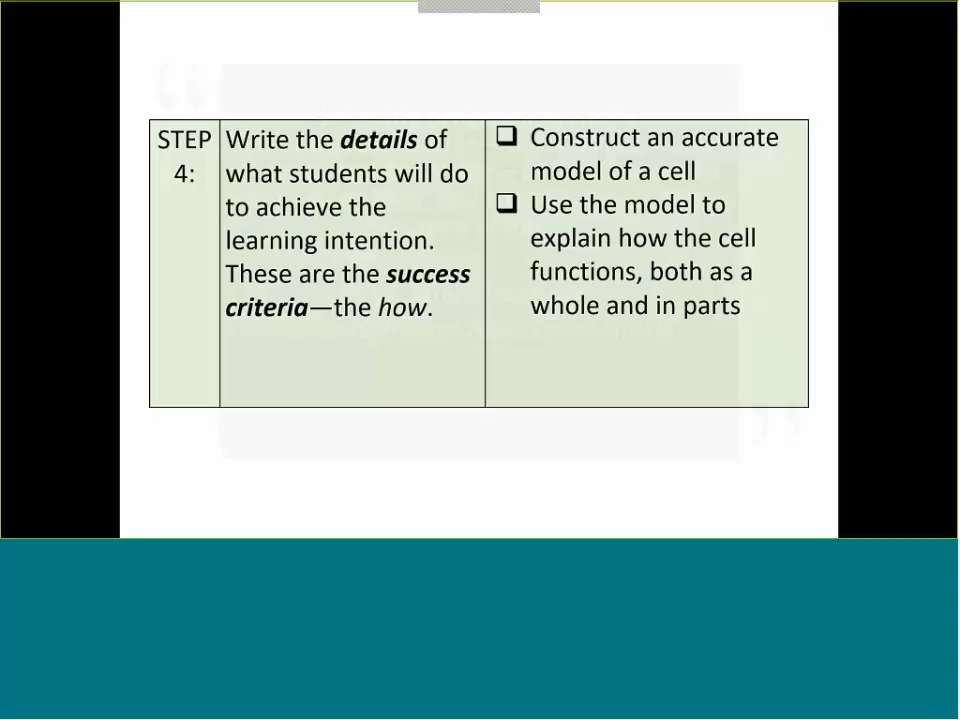 STEP
4:
Write the details of
what students will do
to achieve the
learning intention.
These are the success
criteria—the how.
❑ Construct an accurate
model of a cell
❑ Use the model to
explain how the cell
functions, both as a
whole and in parts